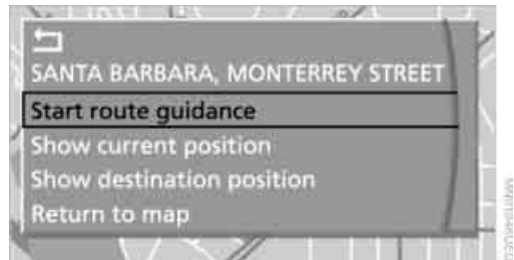 SANTA BARBARA, MONTERREY STREET
Start route guidance
Show current position
Show destination position
Return to map